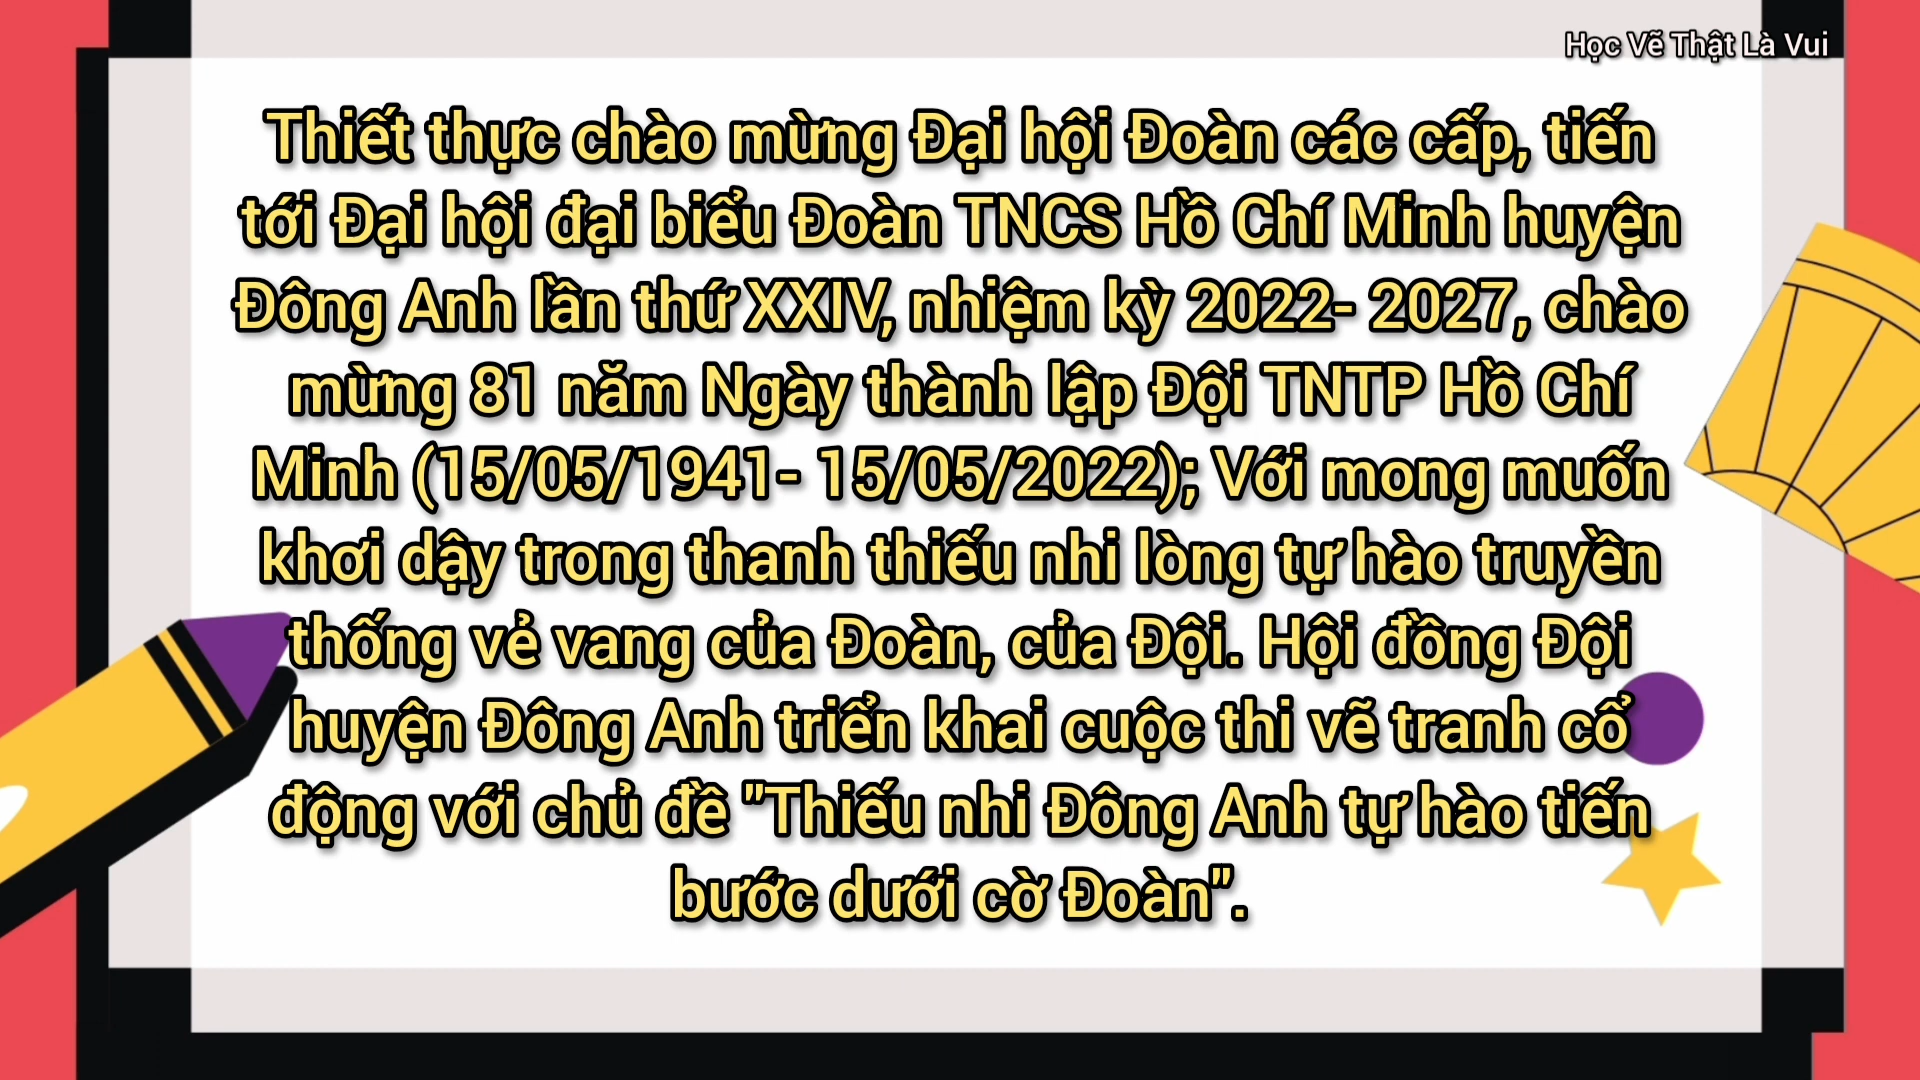 Học Vẽ Thật Là Vui
Thiết thực chào mừng Đại hội Đoàn các cấp, tiến
tới Đại hội đại biểu Đoàn TNCS Hồ Chí Minh huyện
Đông Anh lần thứ XXIV, nhiệm kỳ 2022- 2027, chào
mừng 81 năm Ngày thành lập Đội TNTP Hồ Chí
Minh (15/05/1941- 15/05/2022); Với mong muốn
khơi dậy trong thanh thiếu nhi lòng tự hào truyền
thống vẻ vang của Đoàn, của Đội. Hội đồng Đội
huyện Đông Anh triển khai cuộc thi vẽ tranh cổ
động với chủ đề "Thiếu nhi Đông Anh tự hào tiến
bước dưới cờ Đoàn".